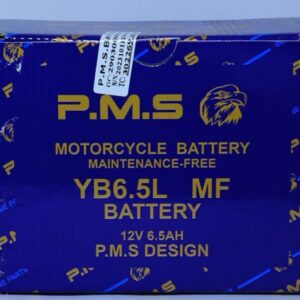 P.M.S
MOTORCYCLE BATTERY
MAINTENANCE-FREE
YB6.5L MF
BATTERY
12V 6.5AH
P.M.S DESIGN